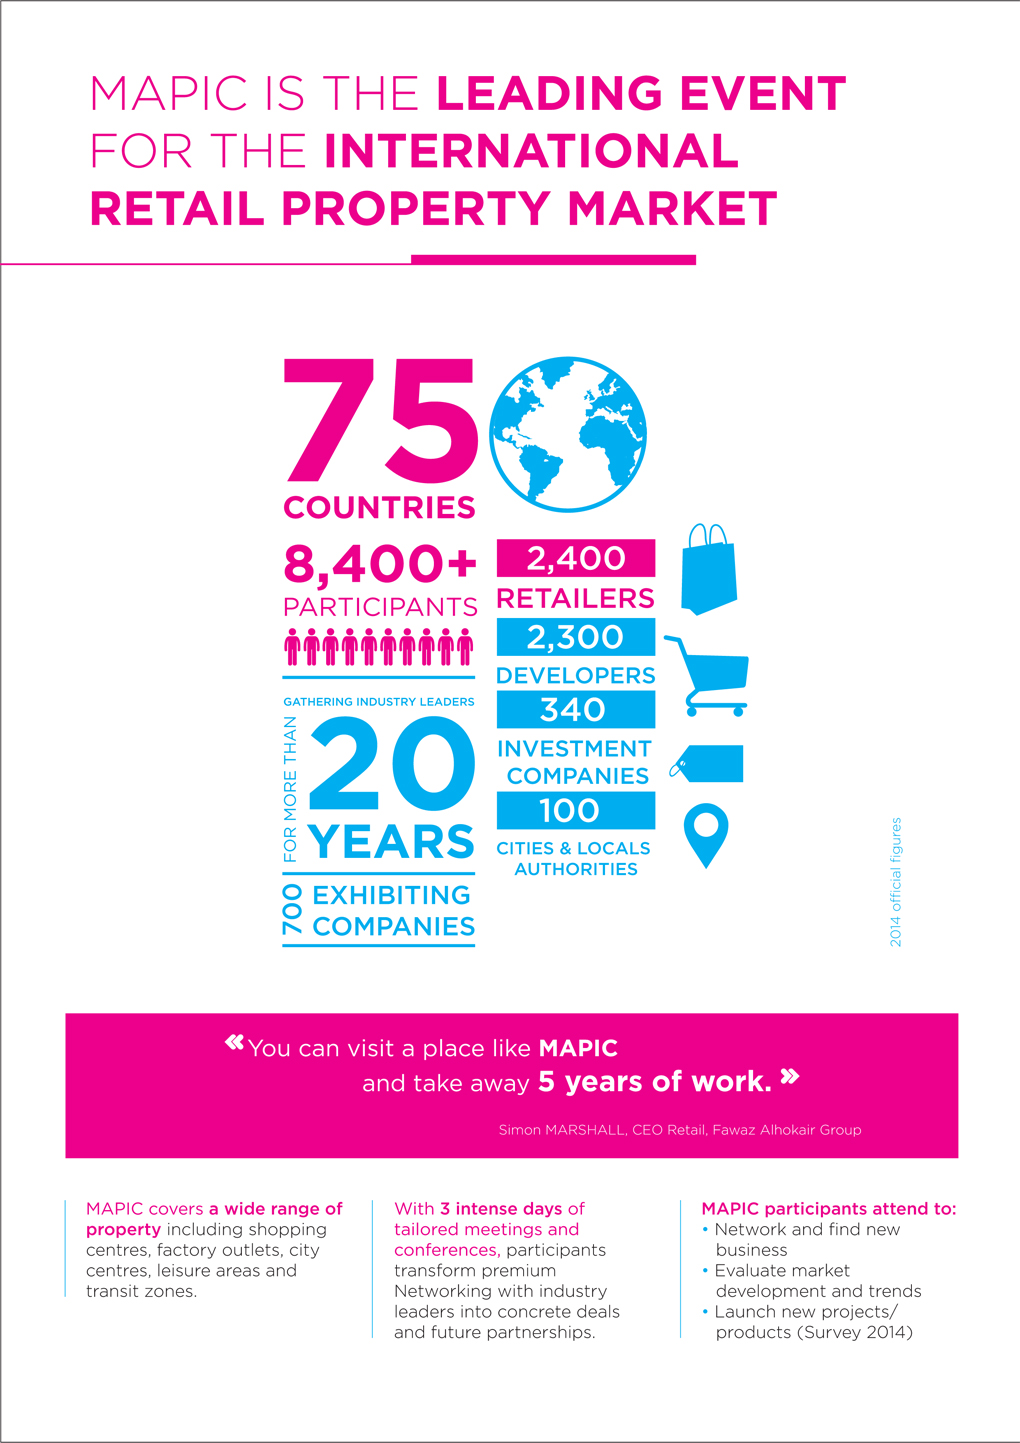 MAPIC IS THE LEADING EVENT
FOR THE INTERNATIONAL
RETAIL PROPERTY MARKET
75
COUNTRIES
8,400+
PARTICIPANTS
GATHERING INDUSTRY LEADERS
FOR MORE THAN
20
YEARS
700
EXHIBITING
COMPANIES
2,400
RETAILERS
2,300
DEVELOPERS
340
INVESTMENT
COMPANIES
100
CITIES & LOCALS
AUTHORITIES
2014 official figures
« You can visit a place like MAPIC
and take away 5 years of work. »
Simon MARSHALL, CEO Retail, Fawaz Alhokair Group
MAPIC covers a wide range of
property including shopping
centres, factory outlets, city
centres, leisure areas and
transit zones.
With 3 intense days of
tailored meetings and
conferences, participants
transform premium
Networking with industry
leaders into concrete deals
and future partnerships.
MAPIC participants attend to:
• Network and find new
business
• Evaluate market
development and trends
• Launch new projects/
products (Survey 2014)